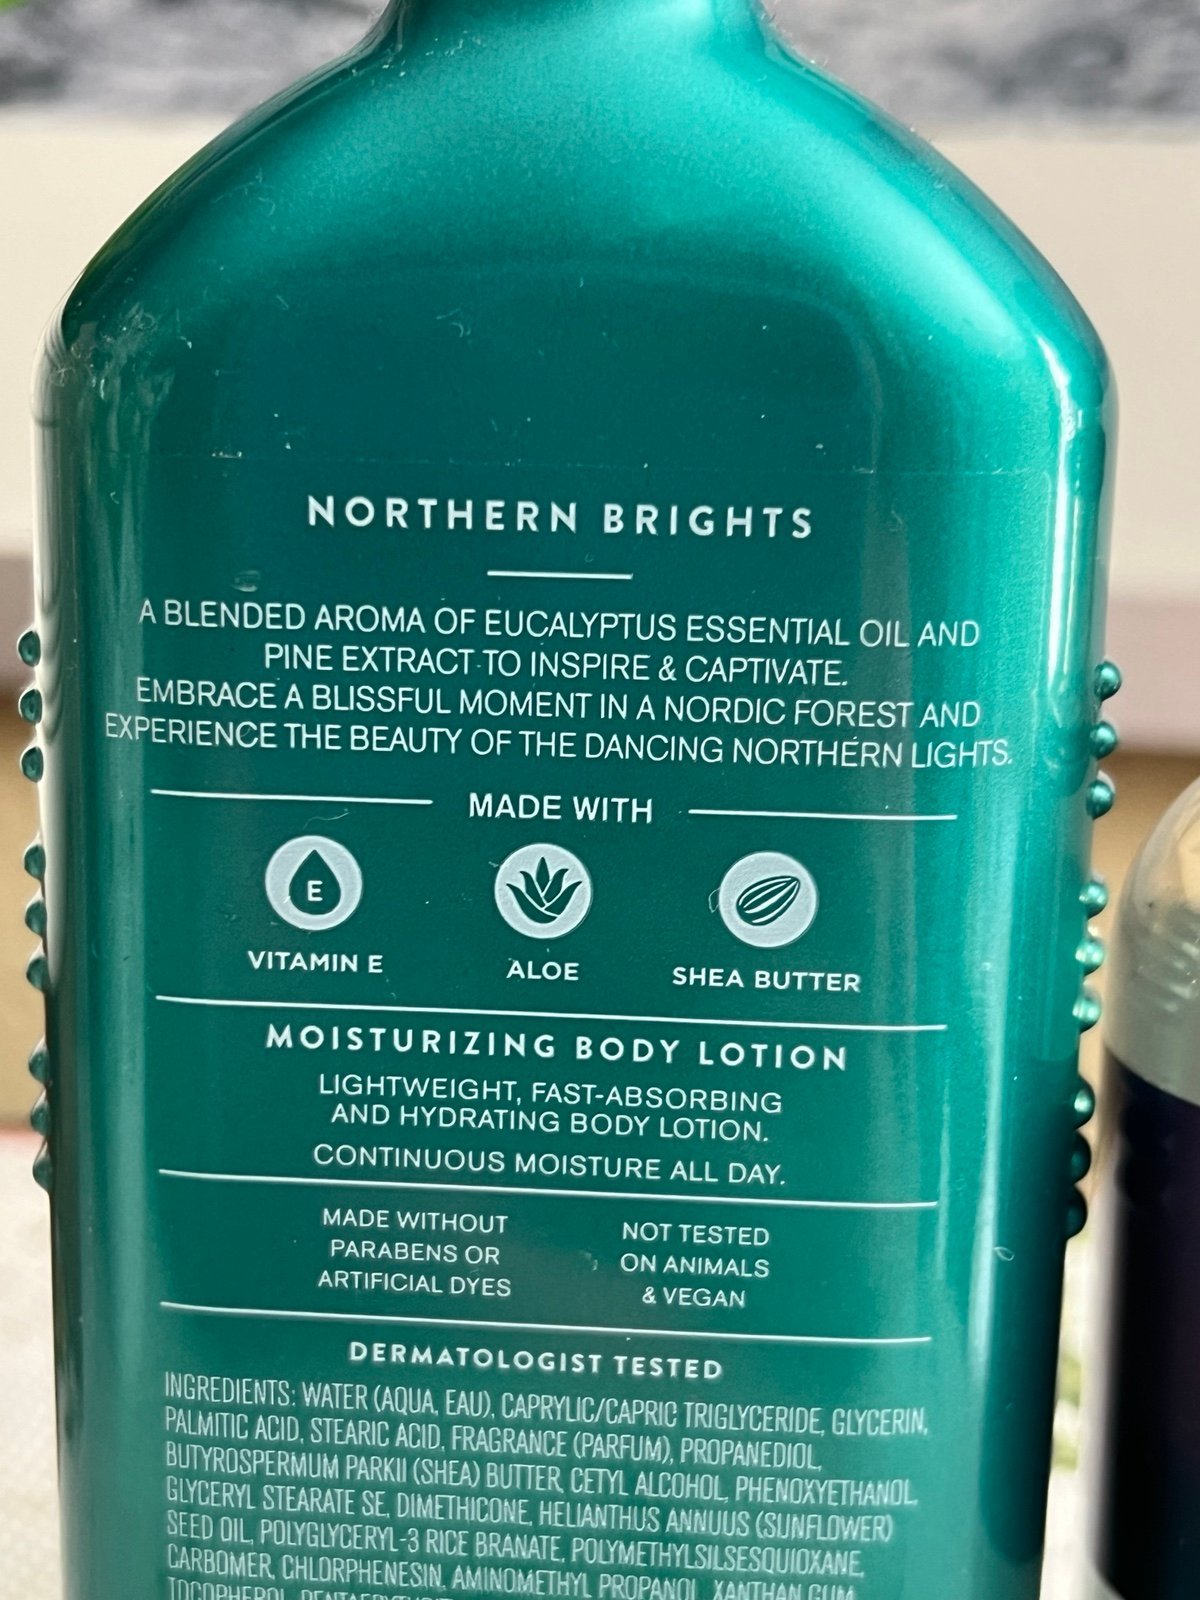 NORTHERN BRIGHTS
A BLENDED AROMA OF EUCALYPTUS ESSENTIAL OIL AND
PINE EXTRACT TO INSPIRE & CAPTIVATE.
EMBRACE A BLISSFUL MOMENT IN A NORDIC FOREST AND
EXPERIENCE THE BEAUTY OF THE DANCING NORTHERN LIGHTS.
MADE WITH
E
VITAMIN E ALOE SHEA BUTTER
MOISTURIZING BODY LOTION
LIGHTWEIGHT, FAST-ABSORBING
AND HYDRATING BODY LOTION.
CONTINUOUS MOISTURE ALL DAY.
MADE WITHOUT
PARABENS OR
ARTIFICIAL DYES
NOT TESTED
ON ANIMALS
& VEGAN
DERMATOLOGIST TESTED
INGREDIENTS: WATER (AQUA, EAU), CAPRYLIC/CAPRIC TRIGLYCERIDE, GLYCERIN,
PALMITIC ACID, STEARIC ACID, FRAGRANCE (PARFUM), PROPANEDIOL,
BUTYROSPERMUM PARKII (SHEA) BUTTER, CETYL ALCOHOL, PHENOXYETHANOL,
GLYCERYL STEARATE SE, DIMETHICONE, HELIANTHUS ANNUUS (SUNFLOWER)
SEED OIL, POLYGLYCERYL-3 RICE BRANATE, POLYMETHYLSILSESQUIOXANE,
CARBOMER, CHLORPHENESIN, AMINOMETHYL PROPANOL, XANTHAN GUM,
TOCOPHEROL,